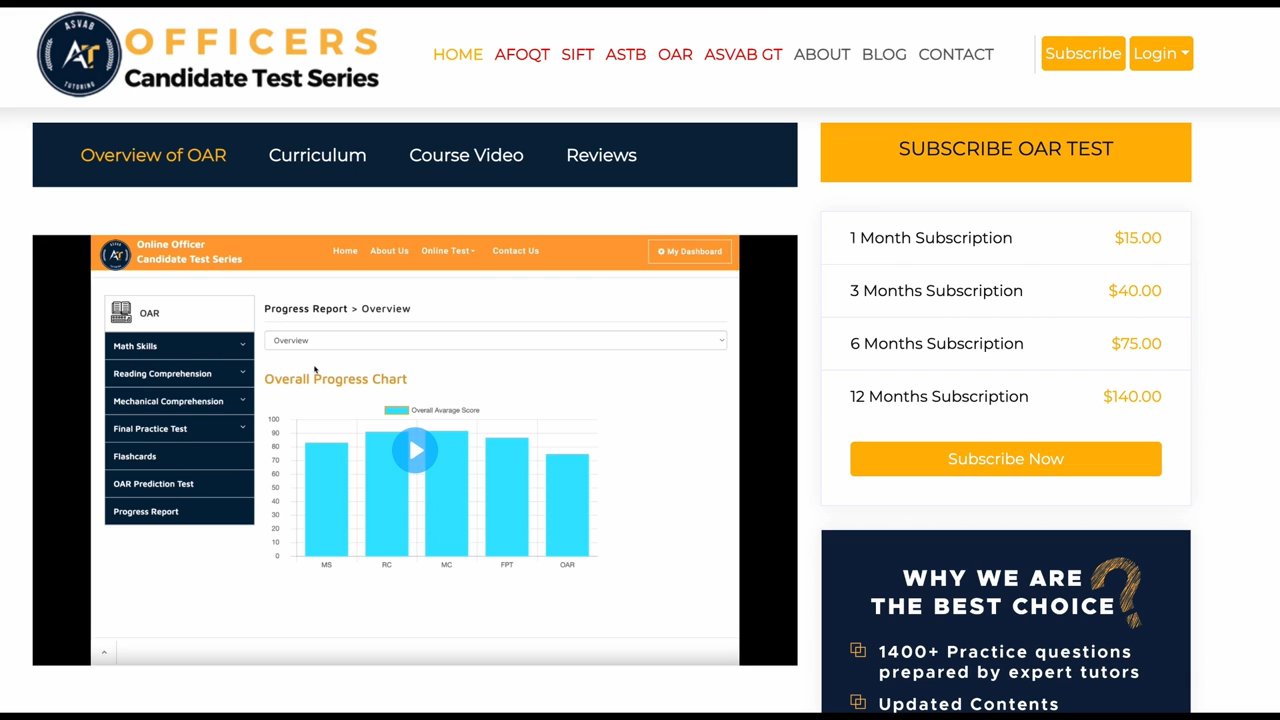 ASVAB
AT
TUTORING
OFFICERS
Candidate Test Series
HOME AFOQT SIFT ASTB OAR ASVAB GT ABOUT BLOG CONTACT
Subscribe Login
Overview of OAR Curriculum Course Video Reviews
SUBSCRIBE OAR TEST
1 Month Subscription $15.00
3 Months Subscription $40.00
6 Months Subscription $75.00
12 Months Subscription $140.00
Subscribe Now
Online Officer
Candidate Test Series
Home About Us Online Test Contact Us
My Dashboard
OAR
Math Skills
Reading Comprehension
Mechanical Comprehension
Final Practice Test
Flashcards
OAR Prediction Test
Progress Report
Progress Report > Overview
Overview
Overall Progress Chart
Overall Avarage Score
100
90
80
70
60
50
40
30
20
10
0
MS RC MC FPT OAR
WHY WE ARE
THE BEST CHOICE ?
1400+ Practice questions
prepared by expert tutors
Updated Contents